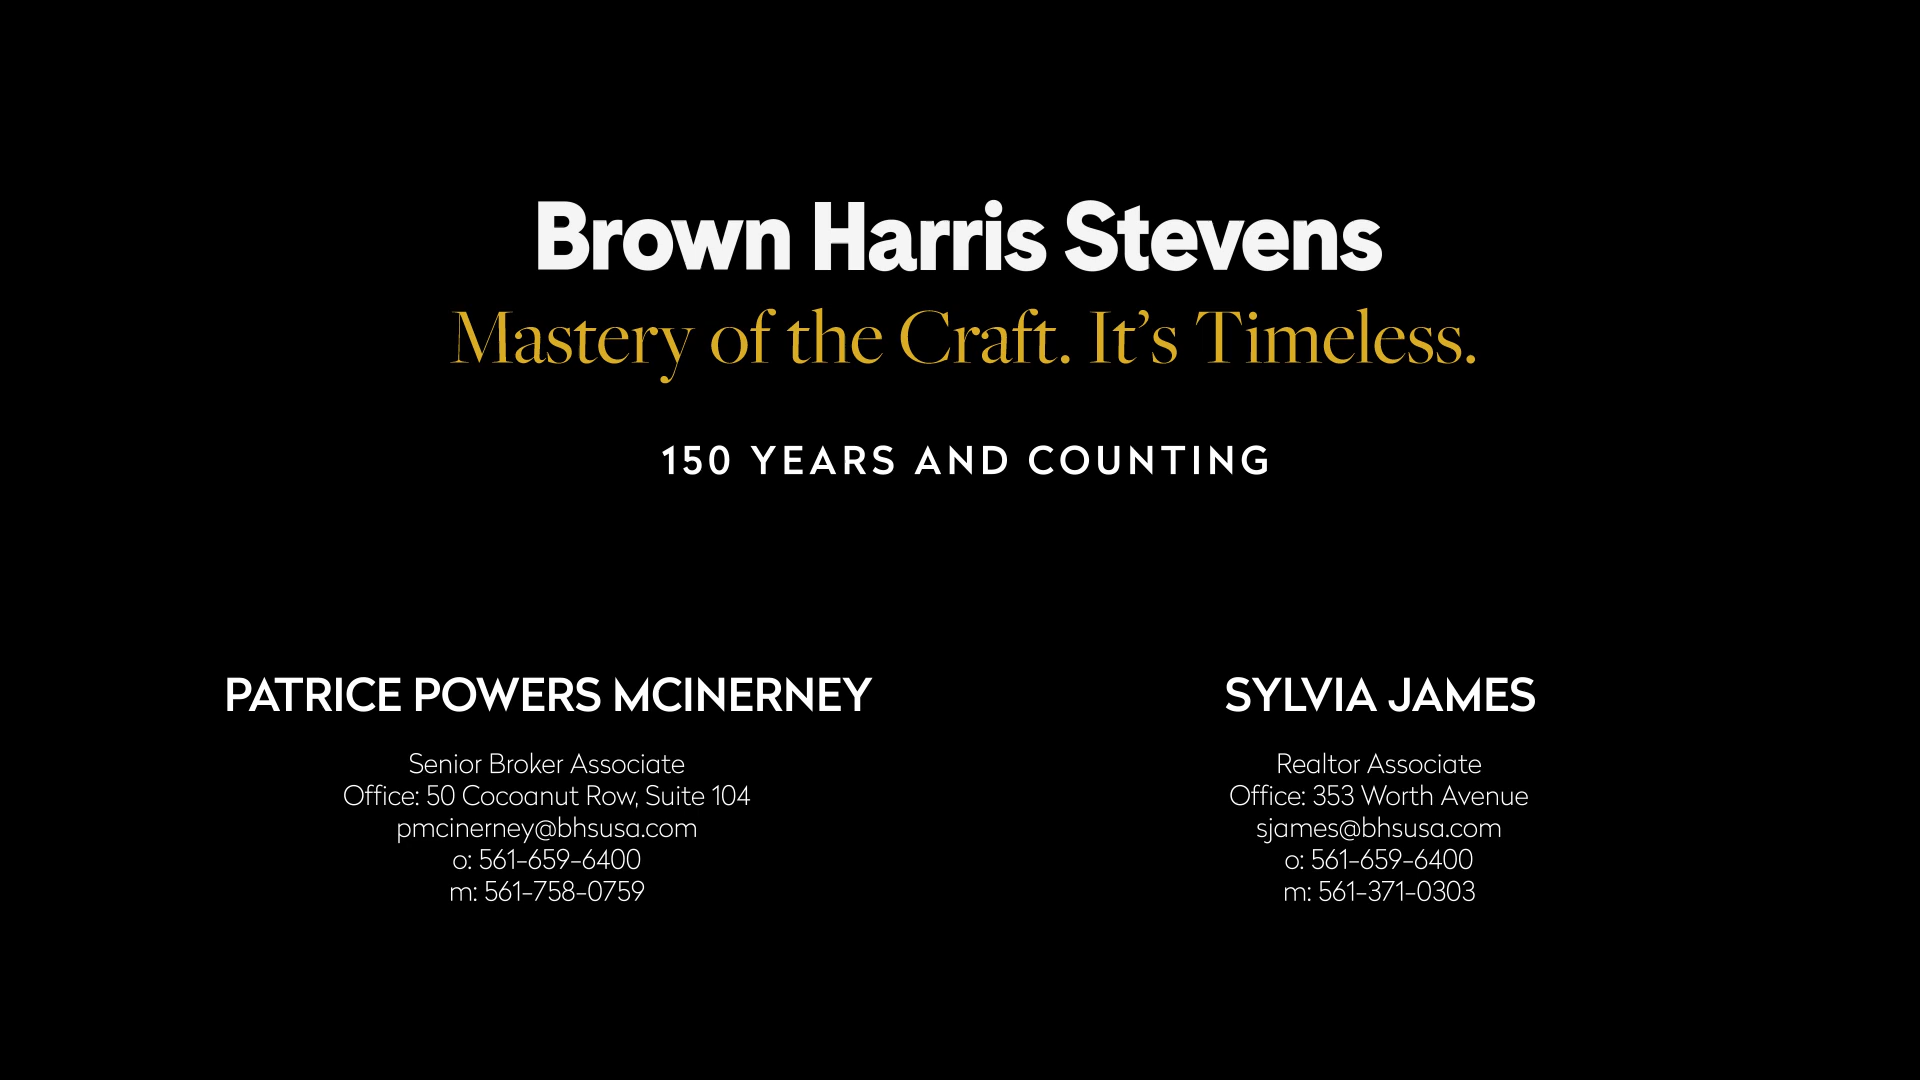 Brown Harris Stevens
Mastery of the Craft. It’s Timeless.
150 YEARS AND COUNTING
PATRICE POWERS MCINERNEY
Senior Broker Associate
Office: 50 Cocoanut Row, Suite 104
pmcinerney@bhsusa.com
o: 561-659-6400
m: 561-758-0759
SYLVIA JAMES
Realtor Associate
Office: 353 Worth Avenue
sjames@bhsusa.com
o: 561-659-6400
m: 561-371-0303